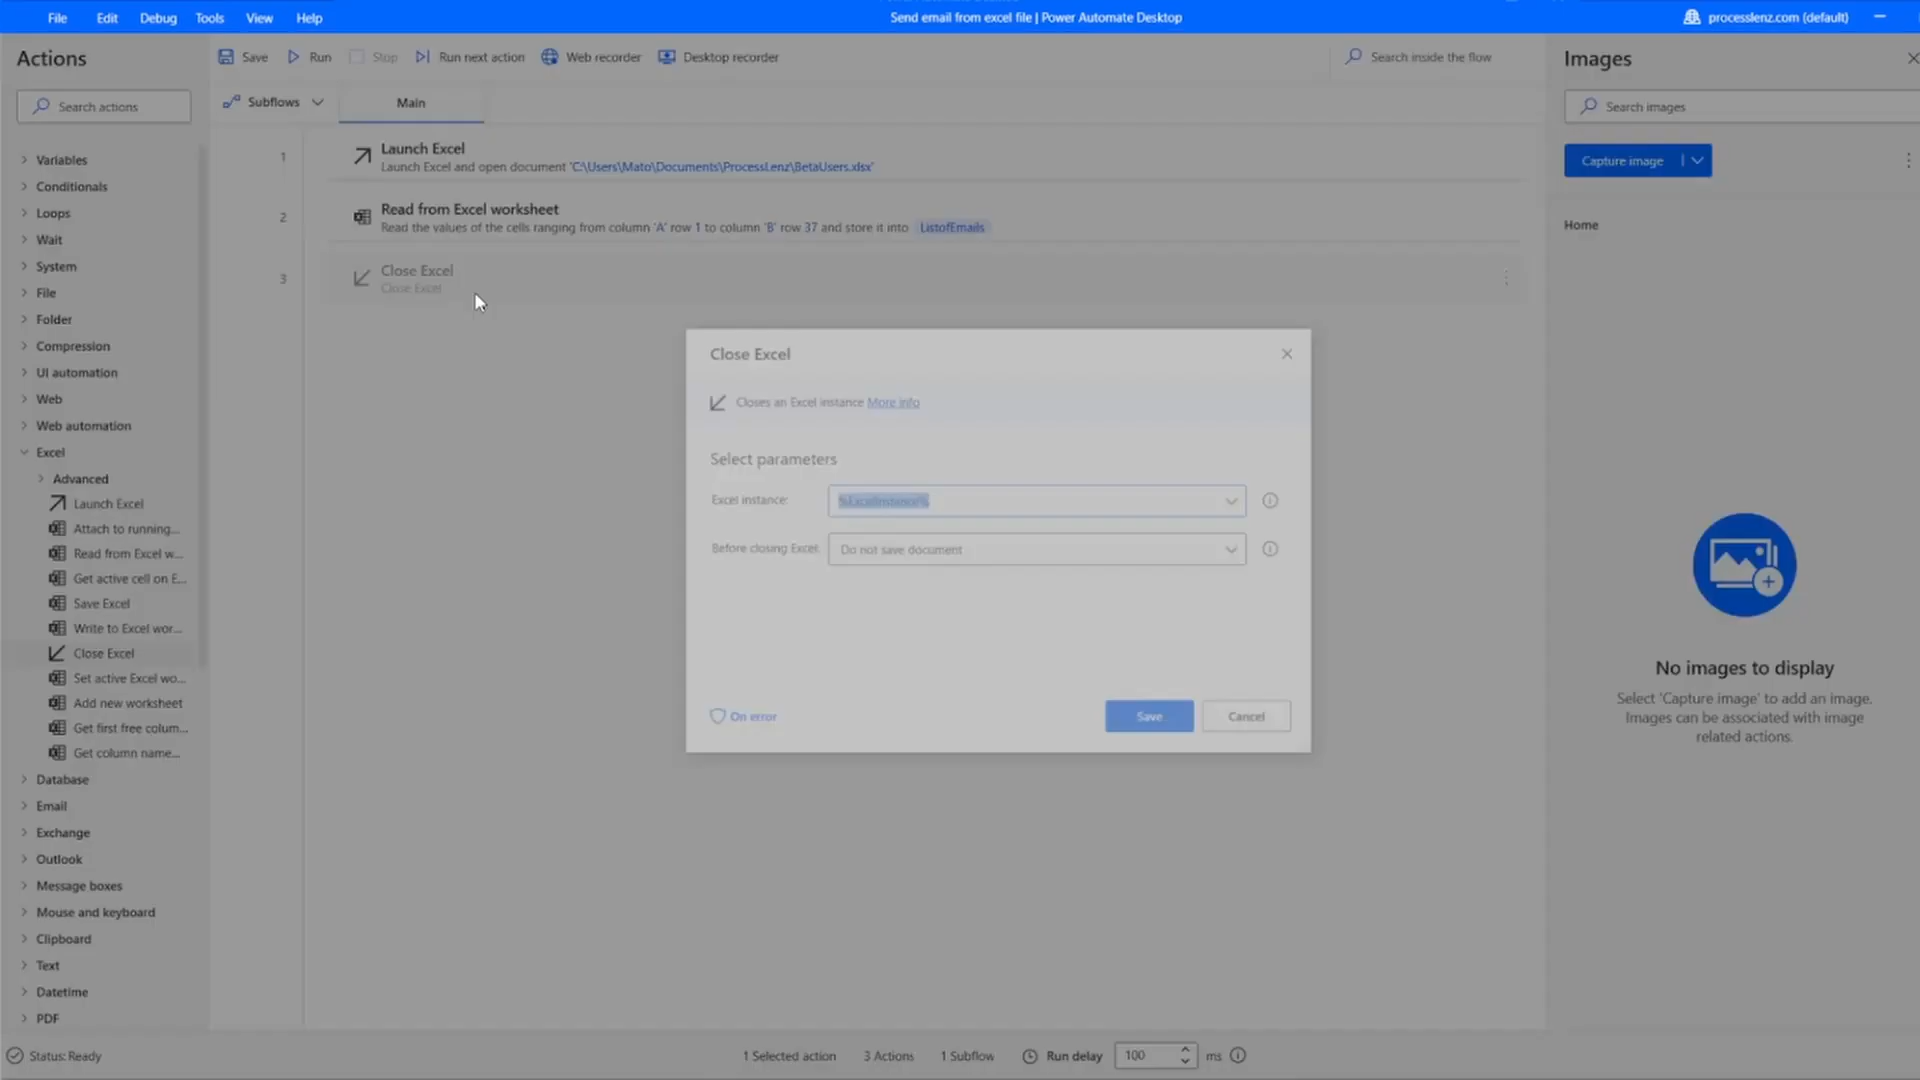 File Edit Debug Tools View Help
Send email from excel file | Power Automate Desktop
processlenz.com (default)
Actions
Search actions
Variables
Conditionals
Loops
Wait
System
File
Folder
Compression
UI automation
Web
Web automation
Excel
Advanced
Launch Excel
Attach to running...
Read from Excel w...
Get active cell on E...
Save Excel
Write to Excel wor...
Close Excel
Set active Excel wo...
Add new worksheet
Get first free colum...
Get column name...
Database
Email
Exchange
Outlook
Message boxes
Mouse and keyboard
Clipboard
Text
Datetime
PDF
Save Run Stop Run next action Web recorder Desktop recorder
Search inside the flow
Subflows Main
1 Launch Excel
Launch Excel and open document 'C:\Users\Mato\Documents\ProcessLenz\BetaUsers.xlsx'
2 Read from Excel worksheet
Read the values of the cells ranging from column 'A' row 1 to column 'B' row 37 and store it into ListofEmails
3 Close Excel
Close Excel
Close Excel
Closes an Excel instance More info
Select parameters
Excel instance: %ExcelInstance%
Before closing Excel: Do not save document
On error
Save
Cancel
Images
Search images
Capture image
Home
No images to display
Select 'Capture image' to add an image.
Images can be associated with image
related actions.
Status: Ready
1 Selected action 3 Actions 1 Subflow Run delay 100 ms